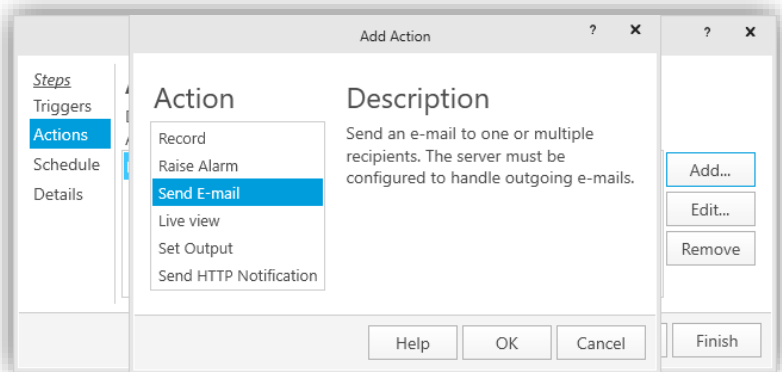 Add Action
?
x
?
x
Steps
Triggers
Actions
Schedule
Details
Action
Record
Raise Alarm
Send E-mail
Live view
Set Output
Send HTTP Notification
Description
Send an e-mail to one or multiple
recipients. The server must be
configured to handle outgoing e-mails.
Add...
Edit...
Remove
Help
OK
Cancel
Finish